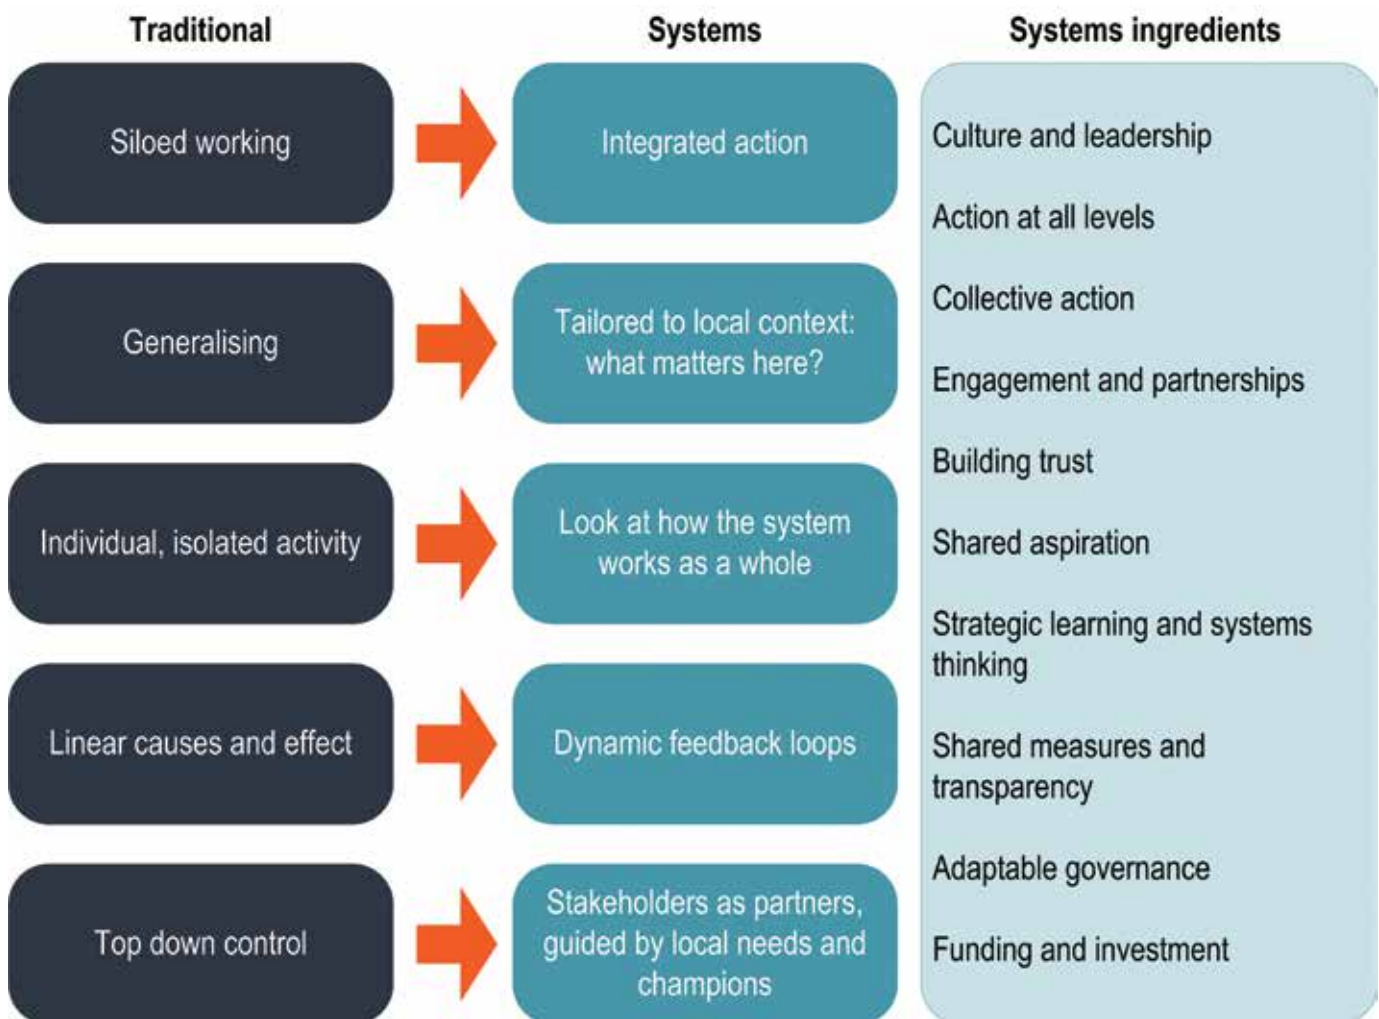 Traditional
Systems
Systems ingredients
Siloed working
Integrated action
Generalising
Tailored to local context:
what matters here?
Individual, isolated activity
Look at how the system
works as a whole
Linear causes and effect
Dynamic feedback loops
Top down control
Stakeholders as partners,
guided by local needs and
champions
Culture and leadership
Action at all levels
Collective action
Engagement and partnerships
Building trust
Shared aspiration
Strategic learning and systems
thinking
Shared measures and
transparency
Adaptable governance
Funding and investment